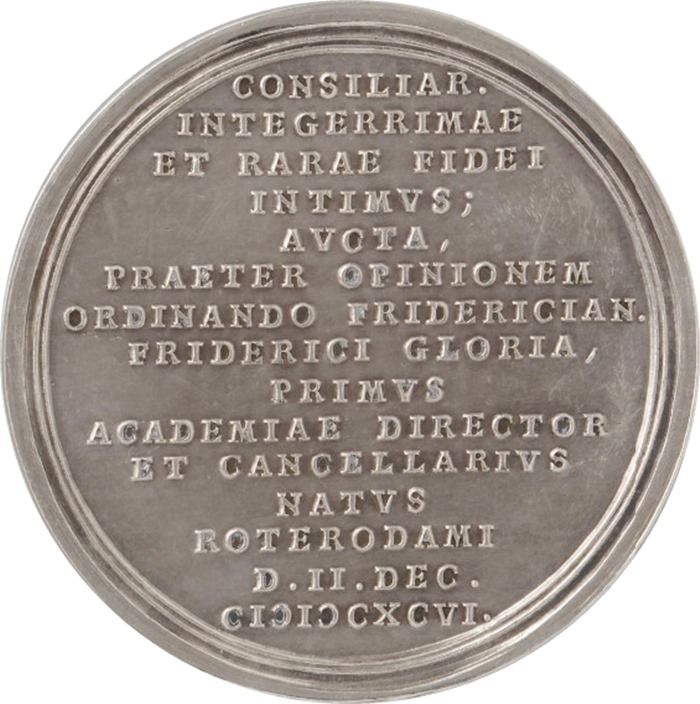 CONSILIAR.
INTEGERRIMAE
ET RARAE FIDEI
INTIMVS;
AVCTA,
PRAETER OPINIONEM
ORDINANDO FRIDERICIAN.
FRIDERICI GLORIA,
PRIMVS
ACADEMIAE DIRECTOR
ET CANCELLARIVS
NATVS
ROTERODAMI
D.II.DEC.
CIƆIƆCXCVI.